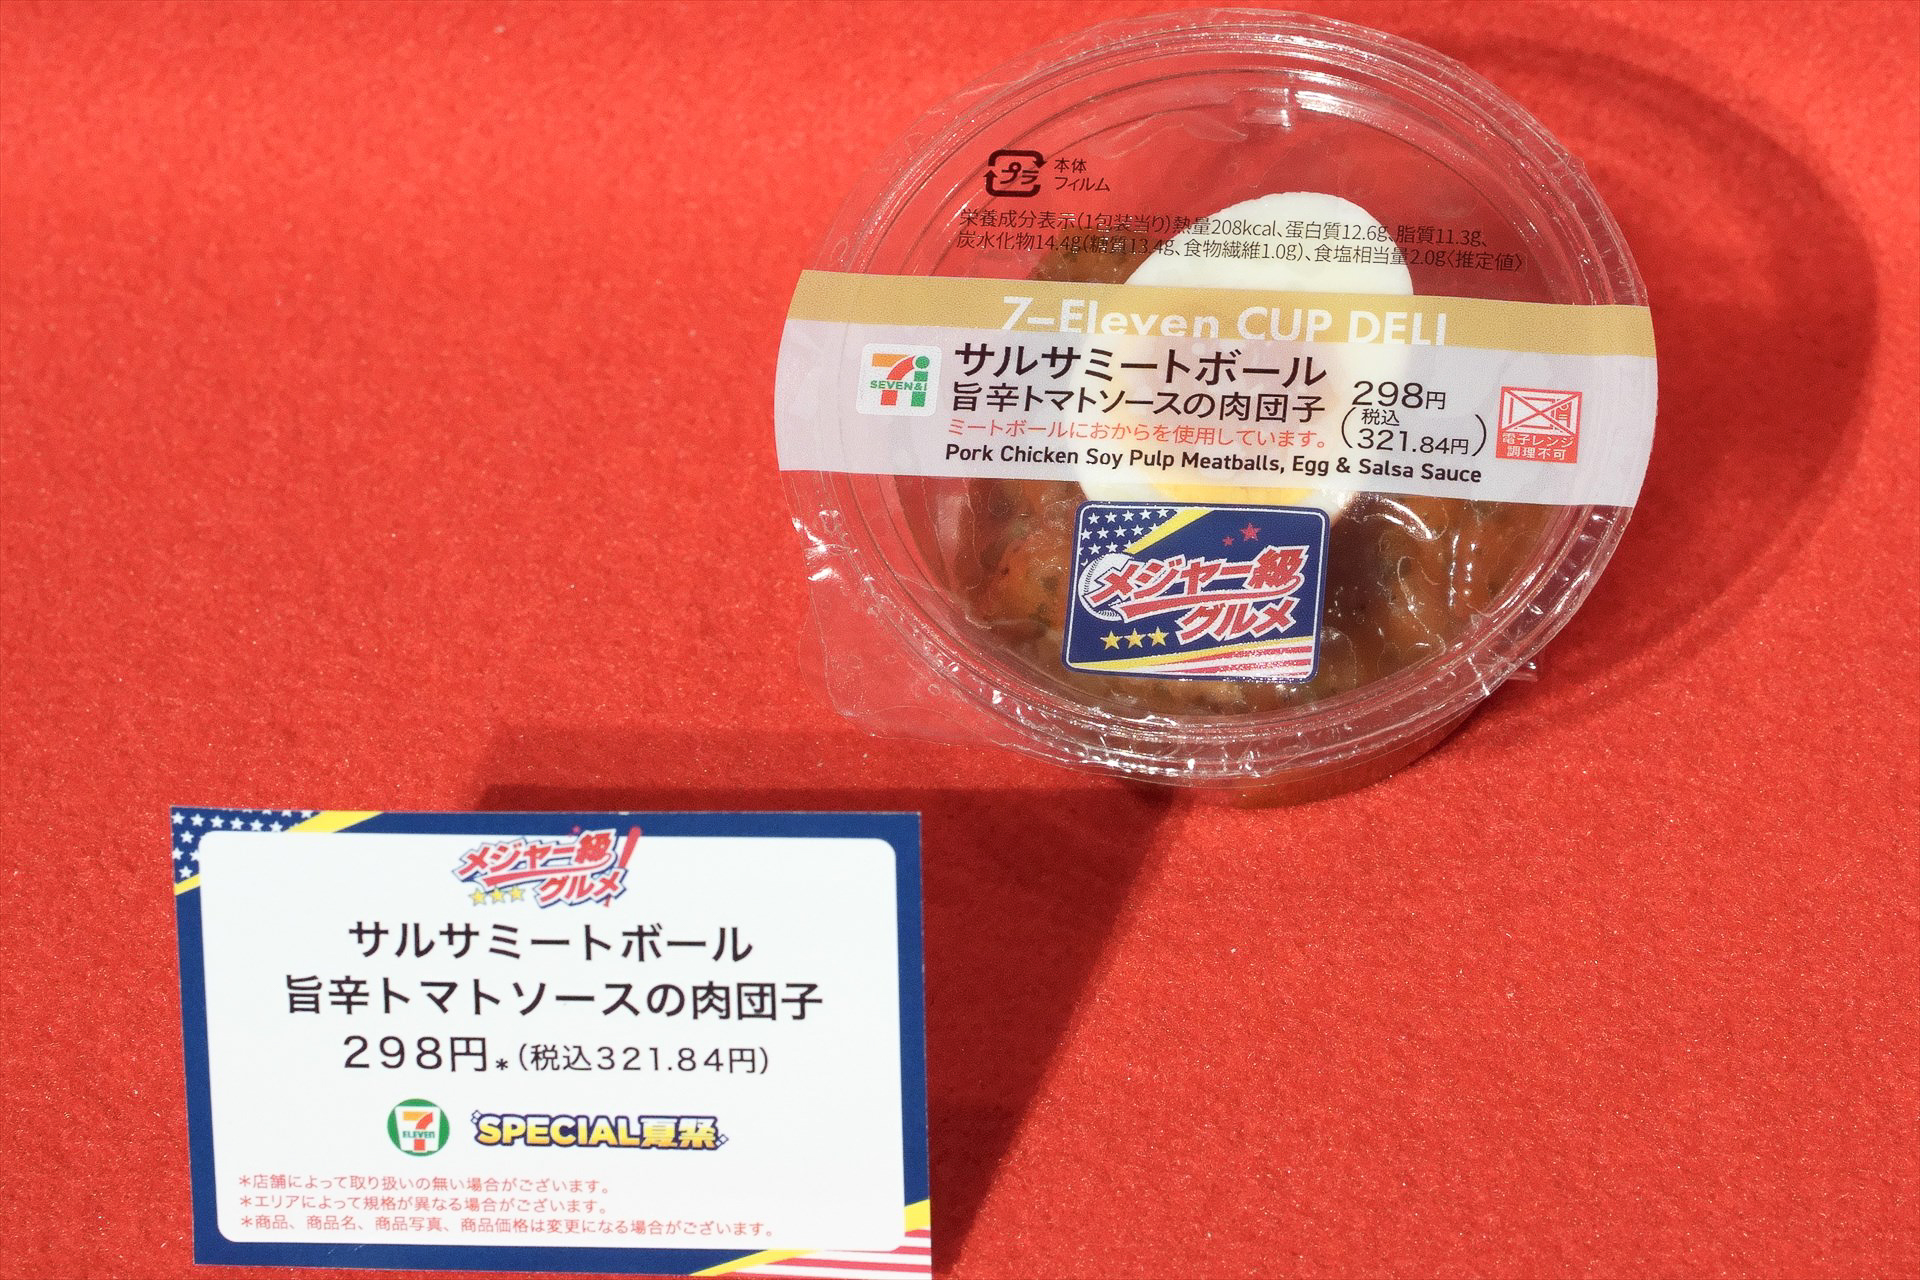 プラ
本体
フィルム
栄養成分表示(1包装当り)熱量208kcal、蛋白質12.6g、脂質11.3g、
炭水化物14.4g(糖質13.4g、食物繊維1.0g)、食塩相当量2.0g〈推定値〉
7-Eleven CUP DELI
SEVEN&I
サルサミートボール
旨辛トマトソースの肉団子
ミートボールにおからを使用しています。
Pork Chicken Soy Pulp Meatballs, Egg & Salsa Sauce
298円
(税込
321.84円)
電子レンジ
調理不可
メジャー級
グルメ
メジャー級
グルメ
サルサミートボール
旨辛トマトソースの肉団子
298円*(税込321.84円)
7 ELEVEN
SPECIAL夏祭
*店舗によって取り扱いの無い場合がございます。
*エリアによって規格が異なる場合がございます。
*商品、商品名、商品写真、商品価格は変更になる場合がございます。